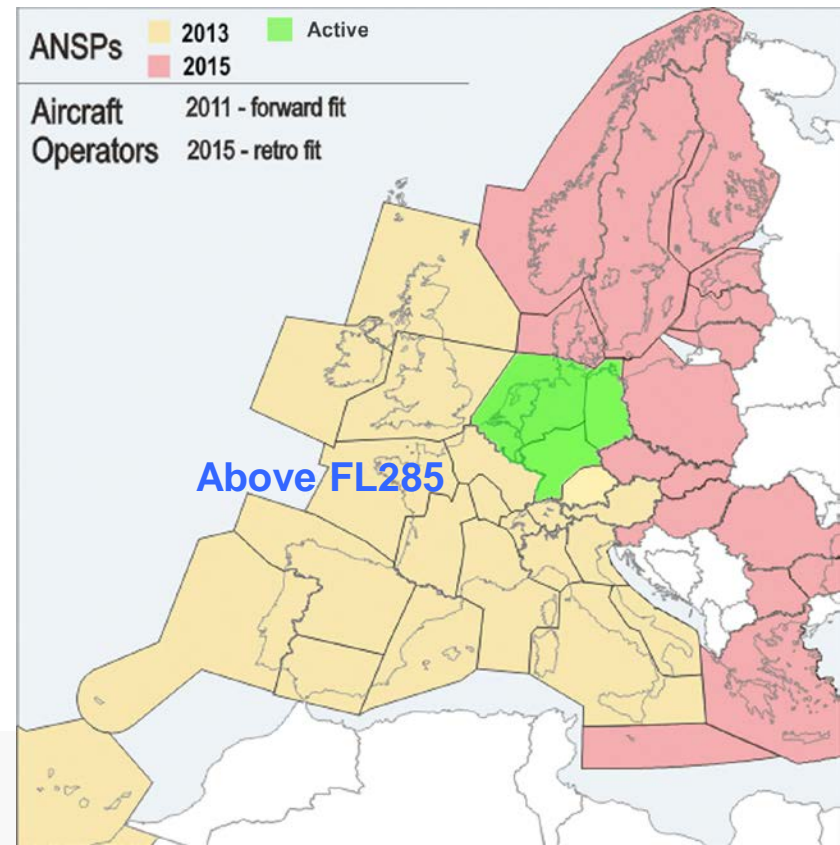 ANSPs 2013 Active
2015
Aircraft 2011 - forward fit
Operators 2015 - retro fit
Above FL285